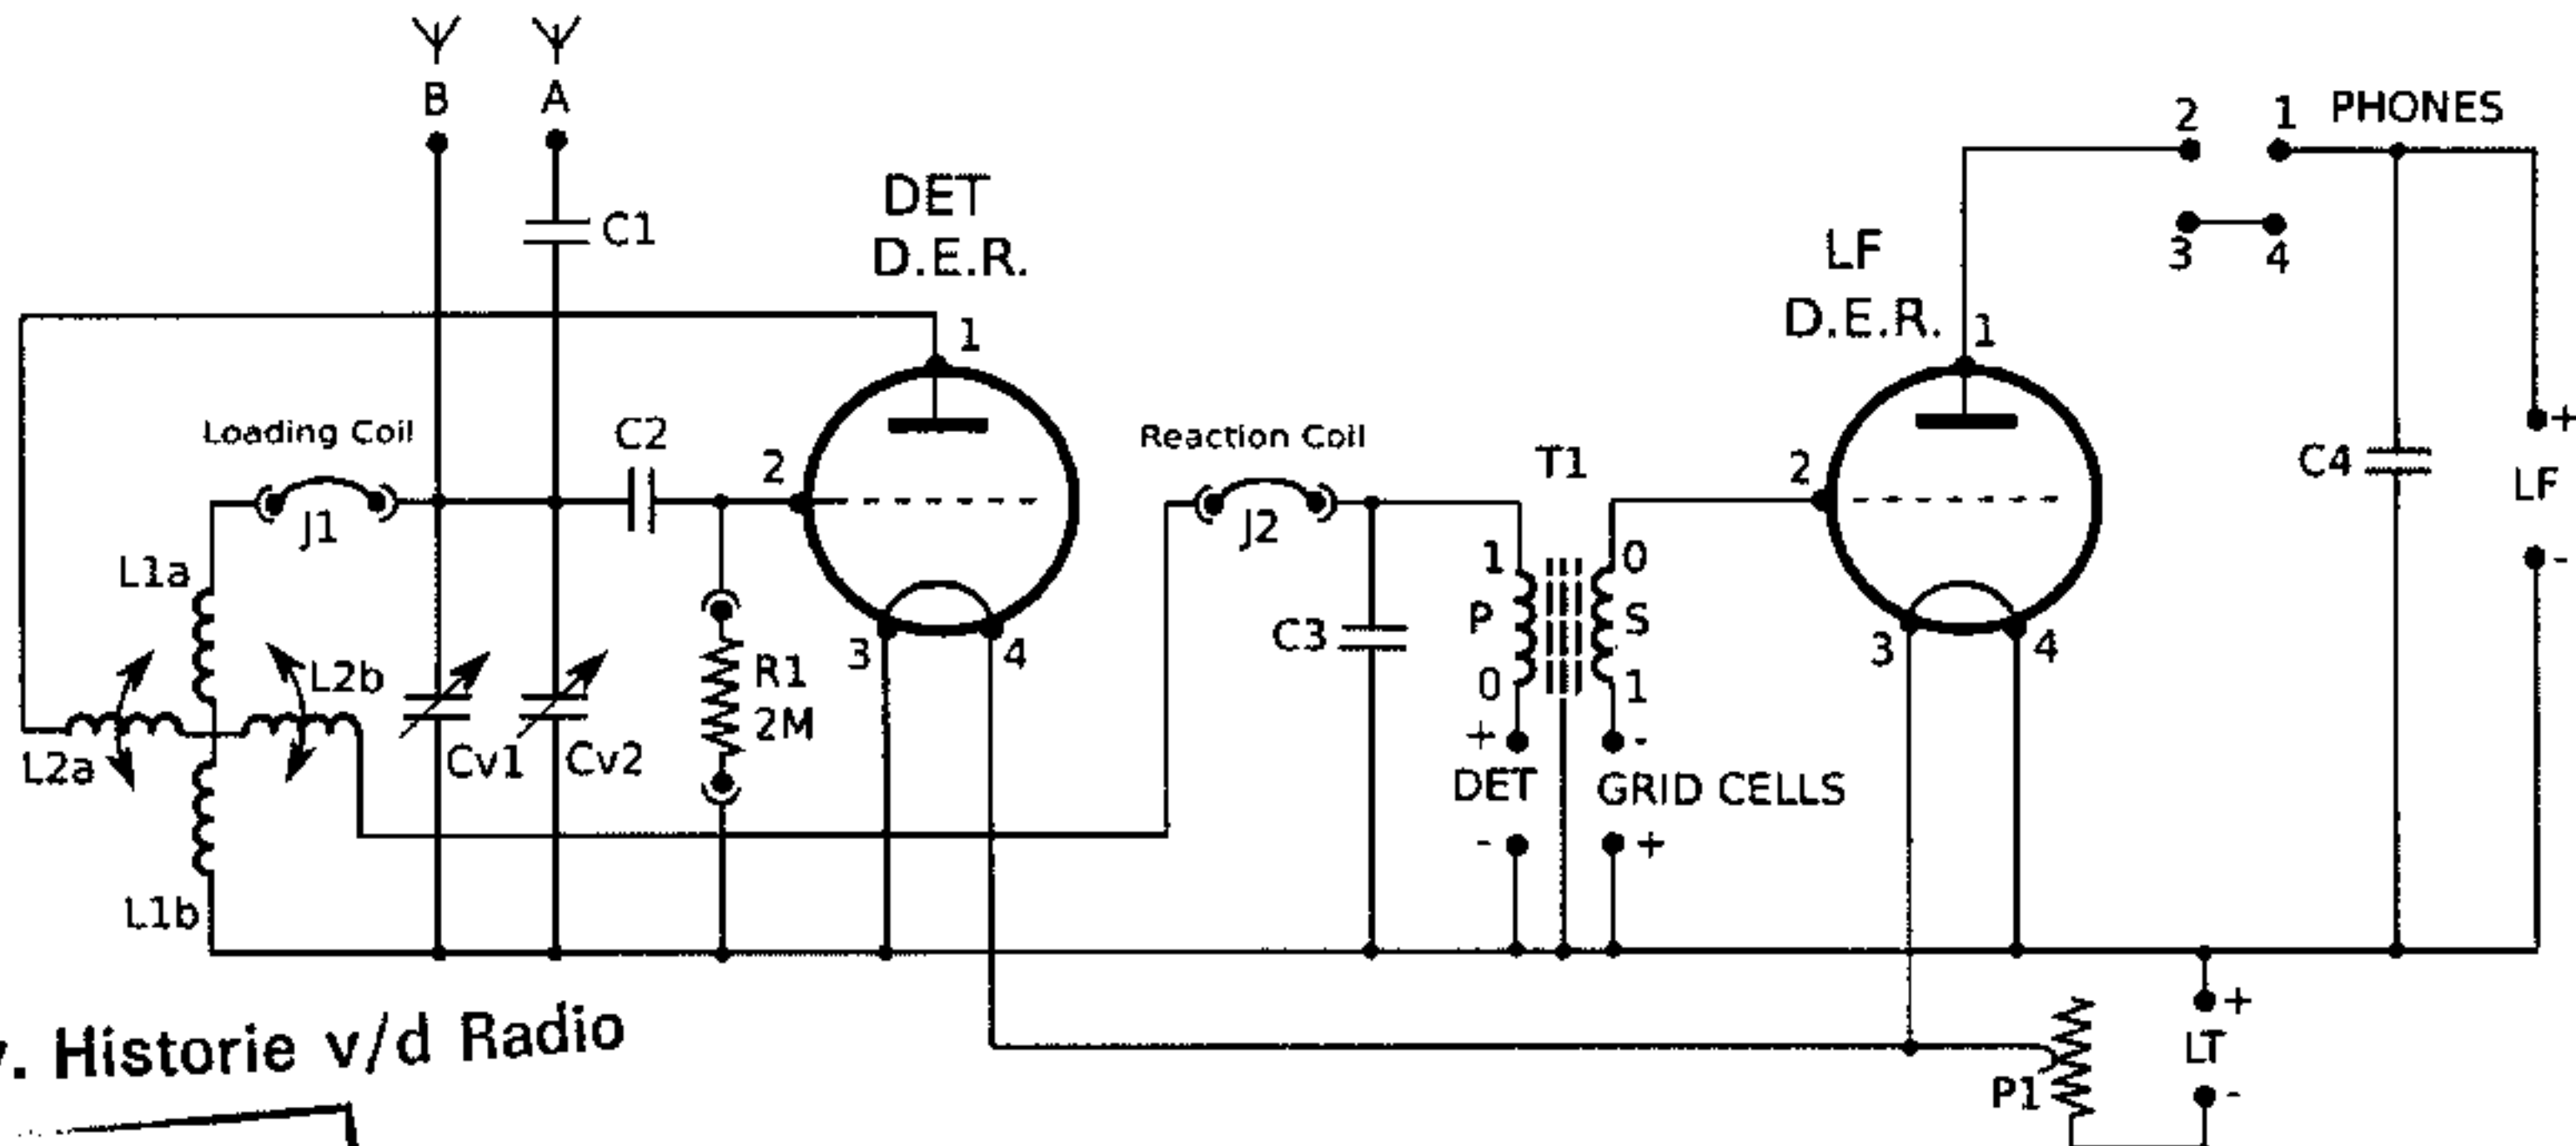 B
A
C1
DET
D.E.R.
1
LF
D.E.R.
1
2
1
PHONES
3
4
Loading Coil
J1
C2
2
3
4
Reaction Coil
J2
T1
1
P
0
0
S
1
2
3
4
C4
+
LF
-
L1a
L2b
L2a
L1b
Cv1
Cv2
R1
2M
C3
+
DET
-
-
GRID CELLS
+
. Historie v/d Radio
P1
+
LT
-